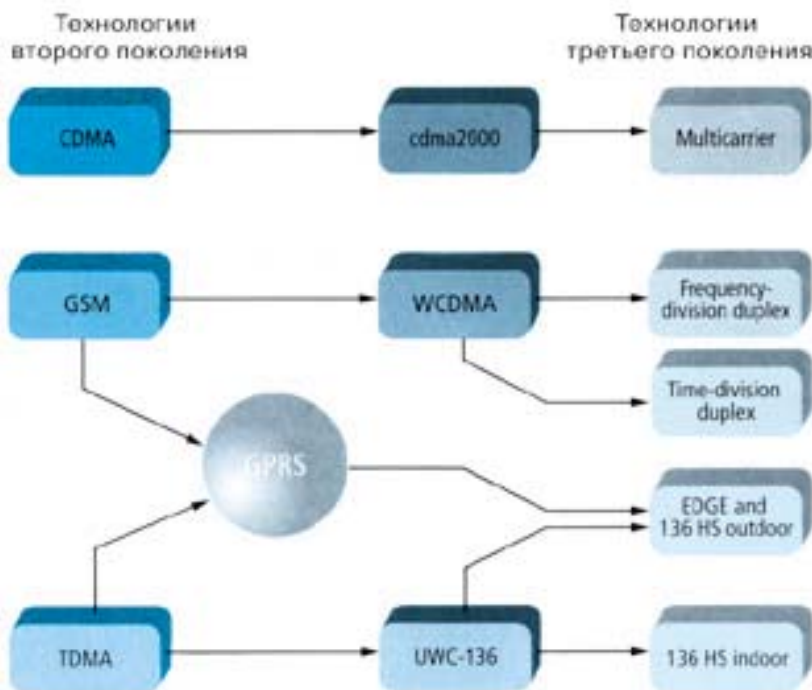 Технологии
второго поколения
Технологии
третьего поколения
CDMA
cdma2000
Multicarrier
GSM
WCDMA
Frequency-
division duplex
Time-division
duplex
GPRS
EDGE and
136 HS outdoor
TDMA
UWC-136
136 HS indoor